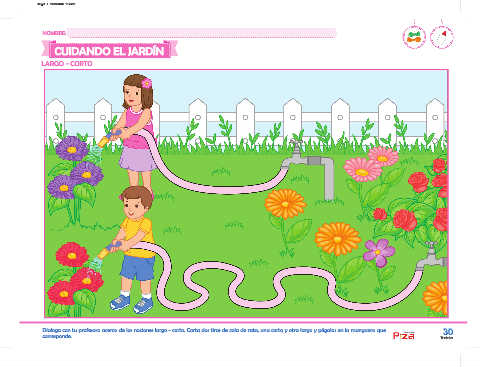 NOMBRE:
CUIDANDO EL JARDÍN
LARGO - CORTO
Dialoga con tu profesora acerca de las nociones largo - corto. Corta dos tiras de tela de rata, una corta y otra larga y pégalas en la manguera que
corresponde.
Pizza
30